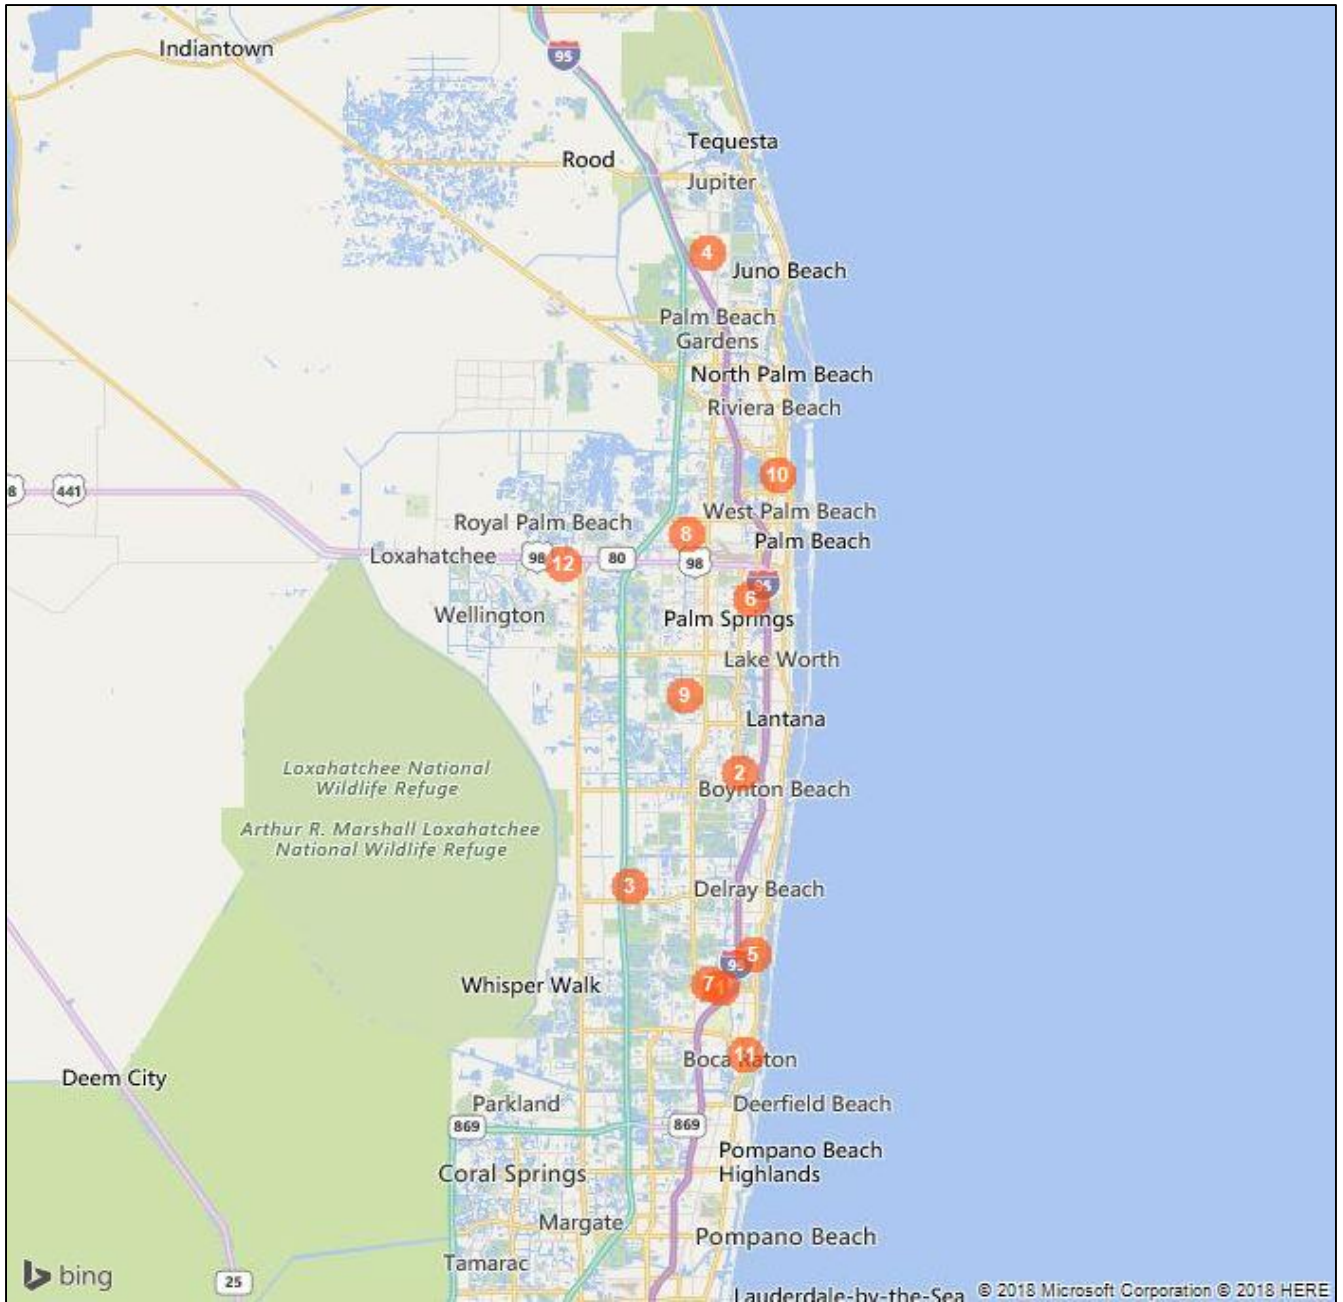 Indiantown
95
Tequesta
Rood
Jupiter
4
Juno Beach
Palm Beach
Gardens
North Palm Beach
Riviera Beach
10
8
441
West Palm Beach
Royal Palm Beach
8
Palm Beach
Loxahatchee
98
12
80
98
6
Wellington
Palm Springs
Lake Worth
9
Lantana
Loxahatchee National
Wildlife Refuge
2
Boynton Beach
Arthur R. Marshall Loxahatchee
National Wildlife Refuge
3
Delray Beach
5
Whisper Walk
7
1
11
Boca Raton
Deem City
Parkland
Deerfield Beach
869
869
Pompano Beach
Highlands
Coral Springs
Margate
Pompano Beach
Tamarac
bing
25
Lauderdale-by-the-Sea
© 2018 Microsoft Corporation © 2018 HERE